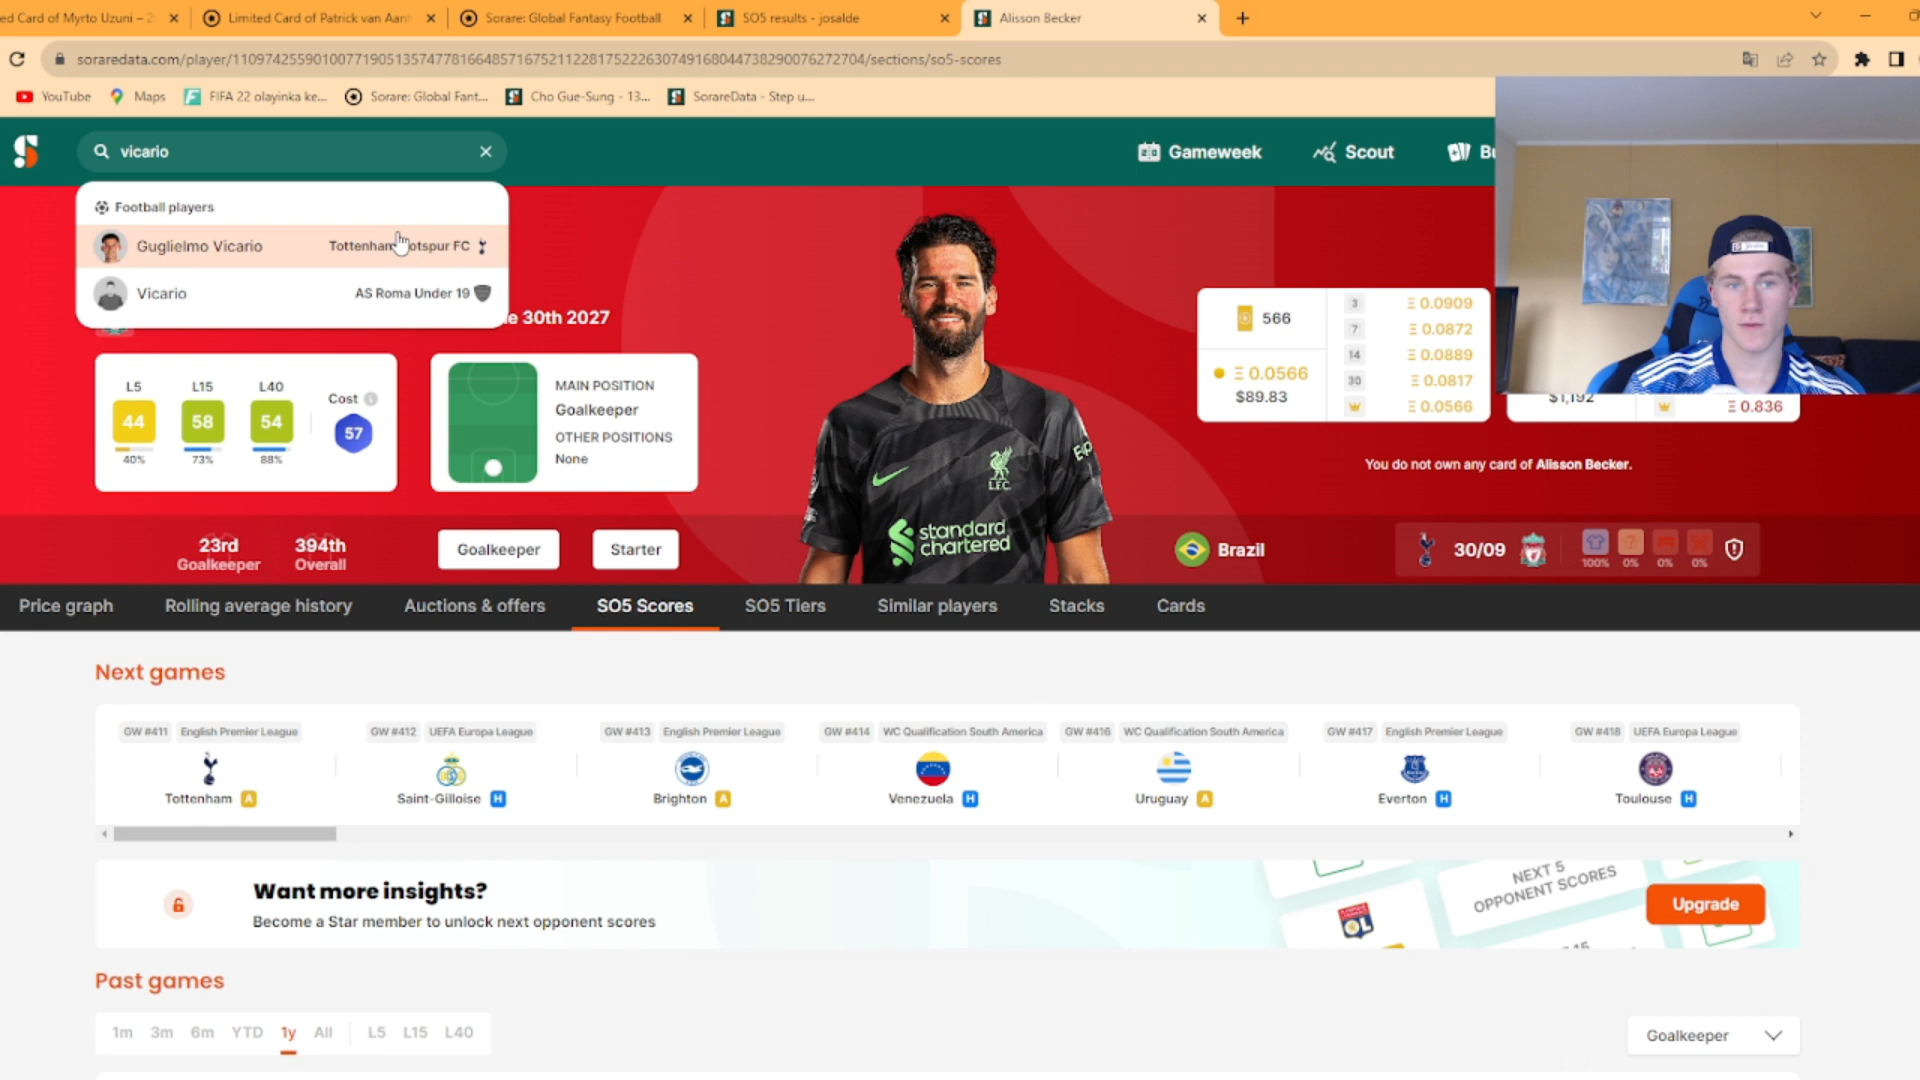 ed Card of Myrto Uzuni – 2
Limited Card of Patrick van Aanh
Sorare: Global Fantasy Football
SO5 results - josalde
Alisson Becker
soraredata.com/player/110974255901007719051357477816648571675211228175222630749168044738290076272704/sections/so5-scores
YouTube
Maps
FIFA 22 olayinka ke...
Sorare: Global Fant...
Cho Gue-Sung - 13...
SorareData - Step u...
vicario
Gameweek
Scout
Football players
Guglielmo Vicario
Tottenham Hotspur FC
Vicario
AS Roma Under 19
e 30th 2027
L5
L15
L40
Cost
44
58
54
57
40%
73%
88%
MAIN POSITION
Goalkeeper
OTHER POSITIONS
None
23rd
Goalkeeper
394th
Overall
Goalkeeper
Starter
standard
chartered
L.F.C.
566
Ξ 0.0566
$89.83
3
Ξ 0.0909
7
Ξ 0.0872
14
Ξ 0.0889
30
Ξ 0.0817
Ξ 0.0566
$1,192
Ξ 0.836
You do not own any card of Alisson Becker.
Brazil
30/09
100%
0%
0%
0%
Price graph
Rolling average history
Auctions & offers
SO5 Scores
SO5 Tiers
Similar players
Stacks
Cards
Next games
GW #411
English Premier League
Tottenham
A
GW #412
UEFA Europa League
Saint-Gilloise
H
GW #413
English Premier League
Brighton
A
GW #414
WC Qualification South America
Venezuela
H
GW #416
WC Qualification South America
Uruguay
A
GW #417
English Premier League
Everton
H
GW #418
UEFA Europa League
Toulouse
H
Want more insights?
Become a Star member to unlock next opponent scores
NEXT 5
OPPONENT SCORES
Upgrade
Past games
1m
3m
6m
YTD
1y
All
L5
L15
L40
Goalkeeper